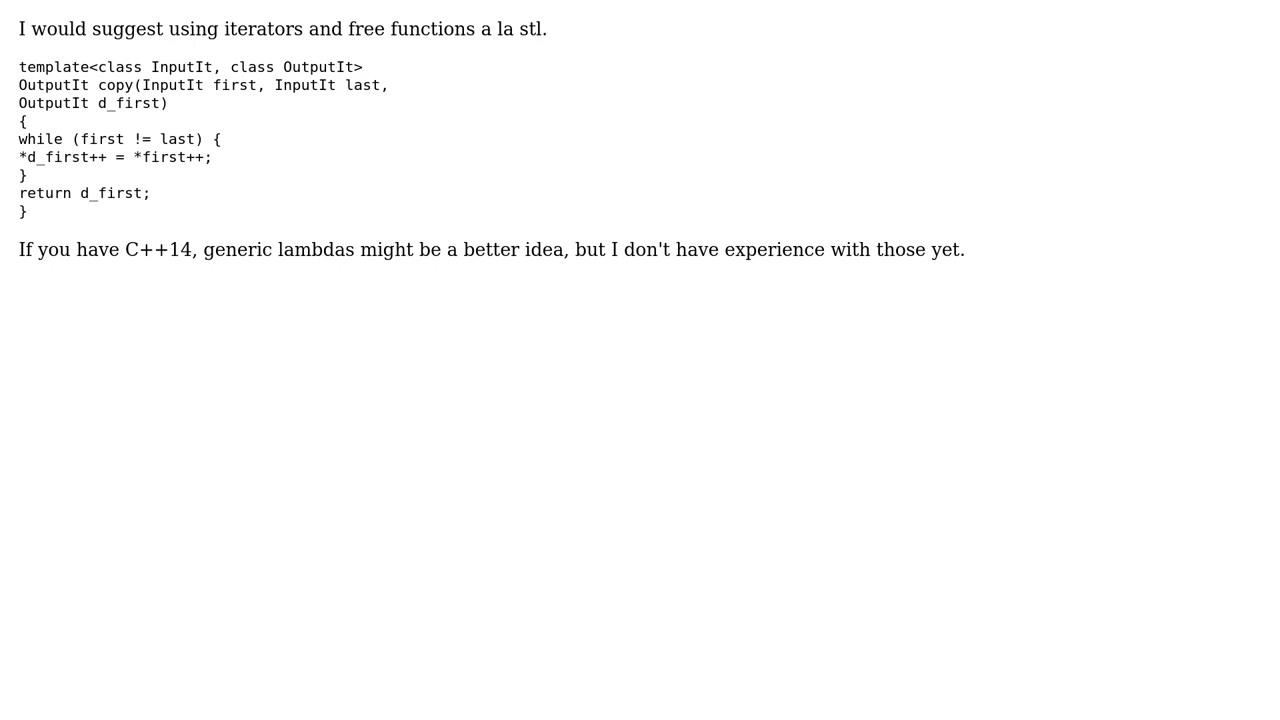 I would suggest using iterators and free functions a la stl.
template<class InputIt, class OutputIt>
OutputIt copy(InputIt first, InputIt last,
OutputIt d_first)
{
while (first != last) {
*d_first++ = *first++;
}
return d_first;
}
If you have C++14, generic lambdas might be a better idea, but I don't have experience with those yet.